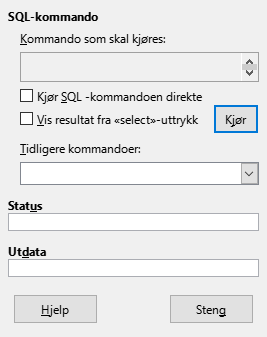 SQL-kommando
Kommando som skal kjøres:
Kjør SQL -kommandoen direkte
Vis resultat fra «select»-uttrykk
Kjør
Tidligere kommandoer:
Status
Utdata
Hjelp
Steng